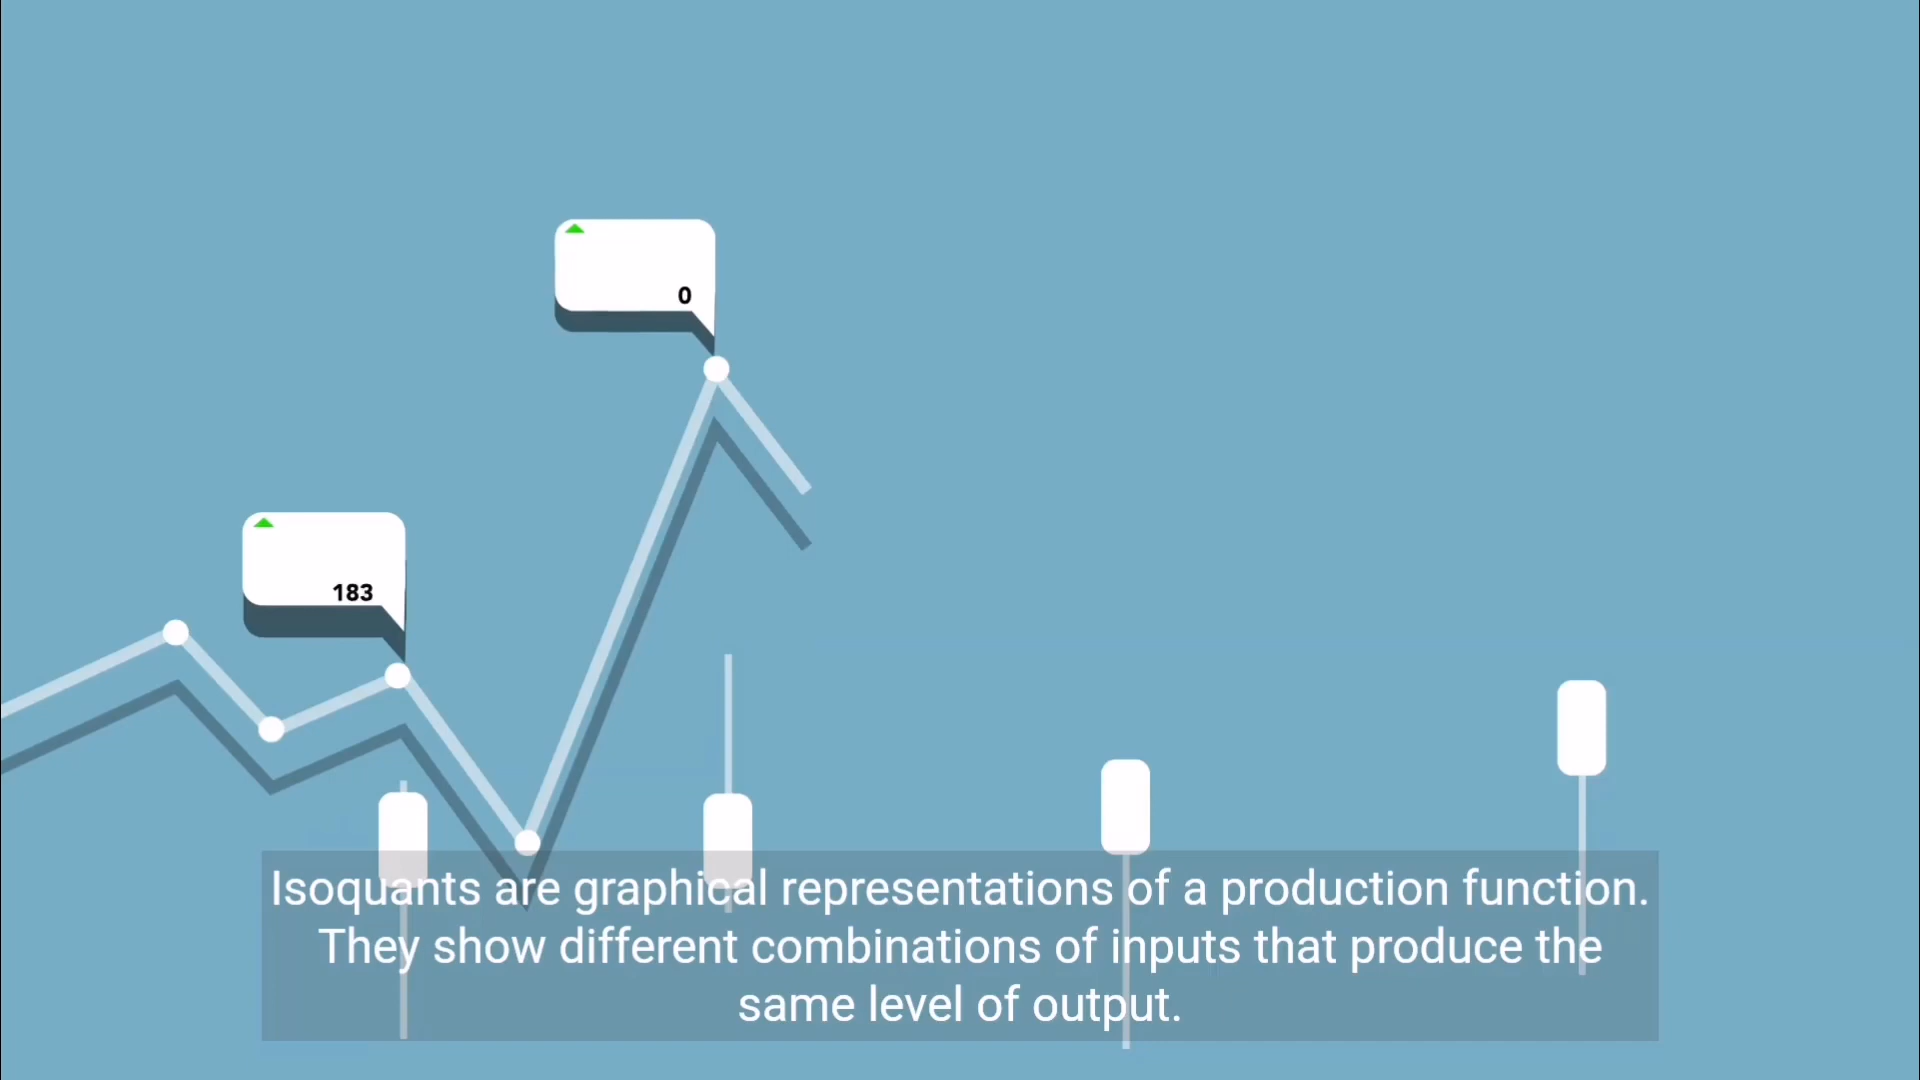 0
183
Isoquants are graphical representations of a production function.
They show different combinations of inputs that produce the
same level of output.